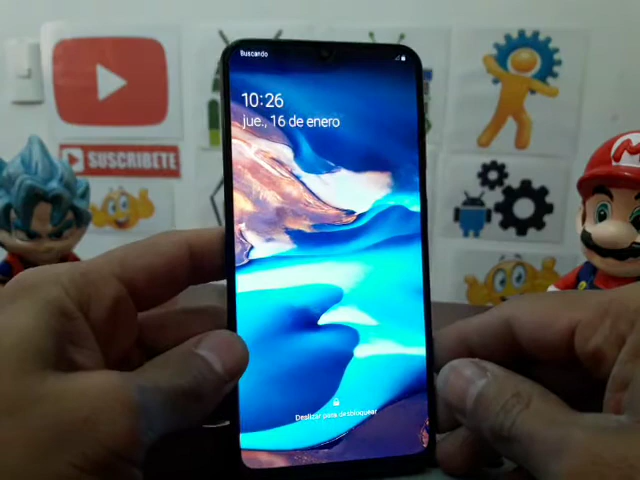 Buscando
10:26
jue., 16 de enero
SUSCRIBETE
M
Deslizar para desbloquear